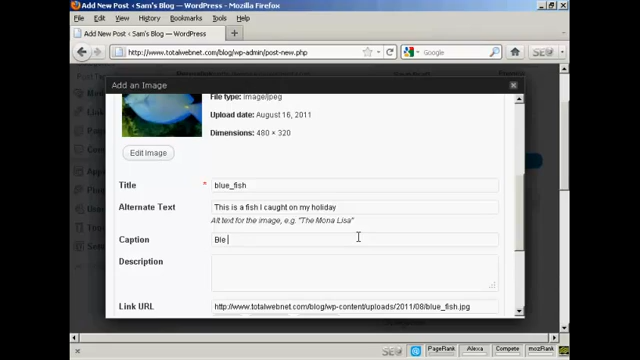 Add New Post ‹ Sam's Blog — WordPress - Mozilla Firefox
File Edit View History Bookmarks Tools Help
Add New Post ‹ Sam's Blog — WordPress
http://www.totalwebnet.com/blog/wp-admin/post-new.php
Google
Add an Image
File type: image/jpeg
Upload date: August 16, 2011
Dimensions: 480 × 320
Edit Image
Title * blue_fish
Alternate Text This is a fish I caught on my holiday
Alt text for the image, e.g. "The Mona Lisa"
Caption Ble
Description
Link URL http://www.totalwebnet.com/blog/wp-content/uploads/2011/08/blue_fish.jpg
PageRank Alexa Compete mozRank